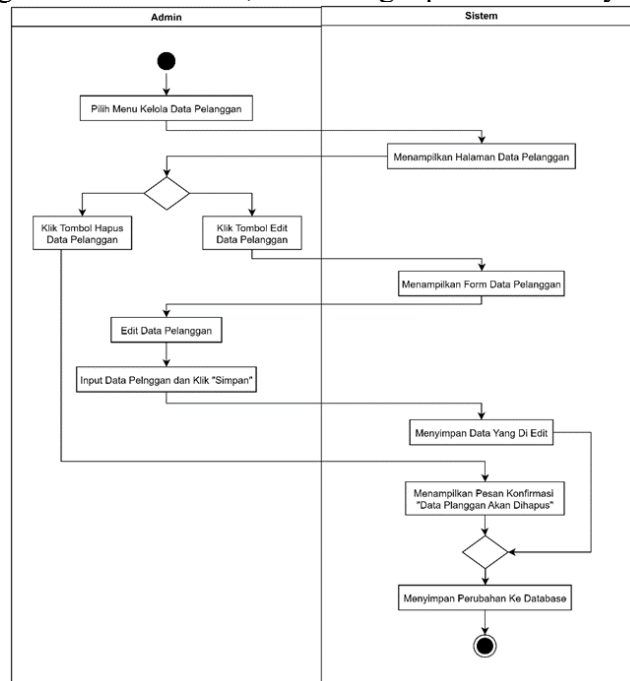 Admin
Sistem
Pilih Menu Kelola Data Pelanggan
Menampilkan Halaman Data Pelanggan
Klik Tombol Hapus
Data Pelanggan
Klik Tombol Edit
Data Pelanggan
Menampilkan Form Data Pelanggan
Edit Data Pelanggan
Input Data Pelnggan dan Klik "Simpan"
Menyimpan Data Yang Di Edit
Menampilkan Pesan Konfirmasi
"Data Planggan Akan Dihapus"
Menyimpan Perubahan Ke Database